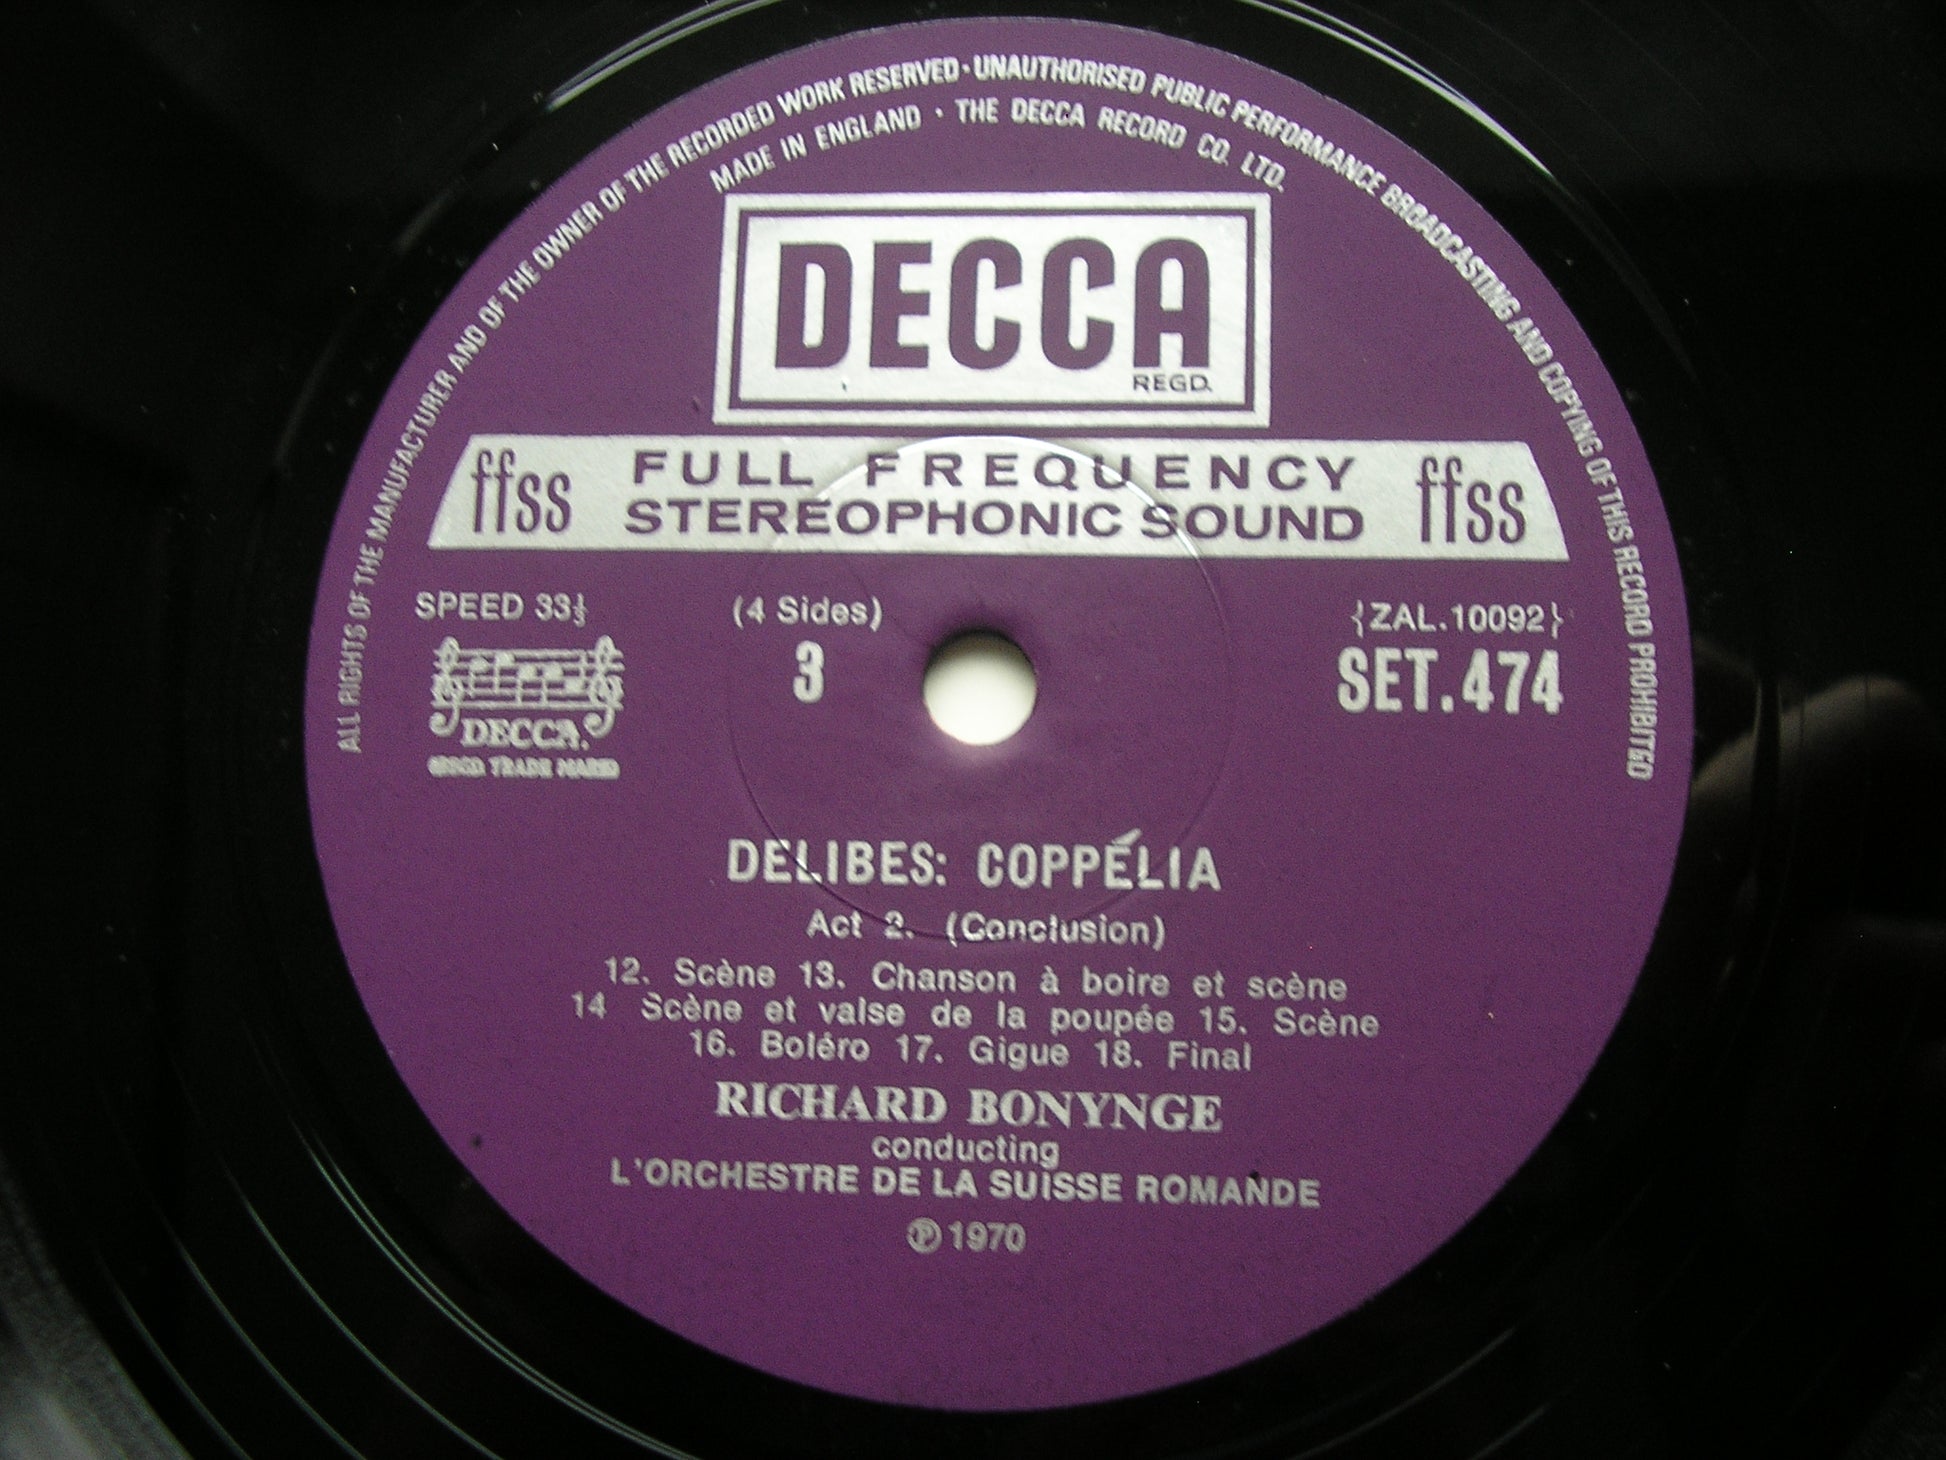 ALL RIGHTS OF THE MANUFACTURER AND OF THE OWNER OF THE RECORDED WORK RESERVED · UNAUTHORISED PUBLIC PERFORMANCE BROADCASTING AND COPYING OF THIS RECORD PROHIBITED
MADE IN ENGLAND · THE DECCA RECORD CO. LTD.
DECCA
REGD.
ffss FULL FREQUENCY ffss
STEREOPHONIC SOUND
SPEED 33⅓ (4 Sides) {ZAL.10092}
3 SET.474
DECCA.
REGD. TRADE MARK
DELIBES: COPPÉLIA
Act 2. (Conclusion)
12. Scène 13. Chanson à boire et scène
14 Scène et valse de la poupée 15. Scène
16. Boléro 17. Gigue 18. Final
RICHARD BONYNGE
conducting
L'ORCHESTRE DE LA SUISSE ROMANDE
℗ 1970